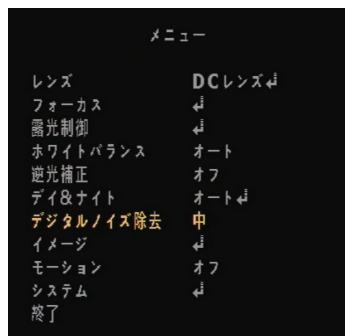 メニュー
レンズ DCレンズ↲
フォーカス ↲
露光制御 ↲
ホワイトバランス オート
逆光補正 オフ
デイ&ナイト オート↲
デジタルノイズ除去 中
イメージ ↲
モーション オフ
システム ↲
終了